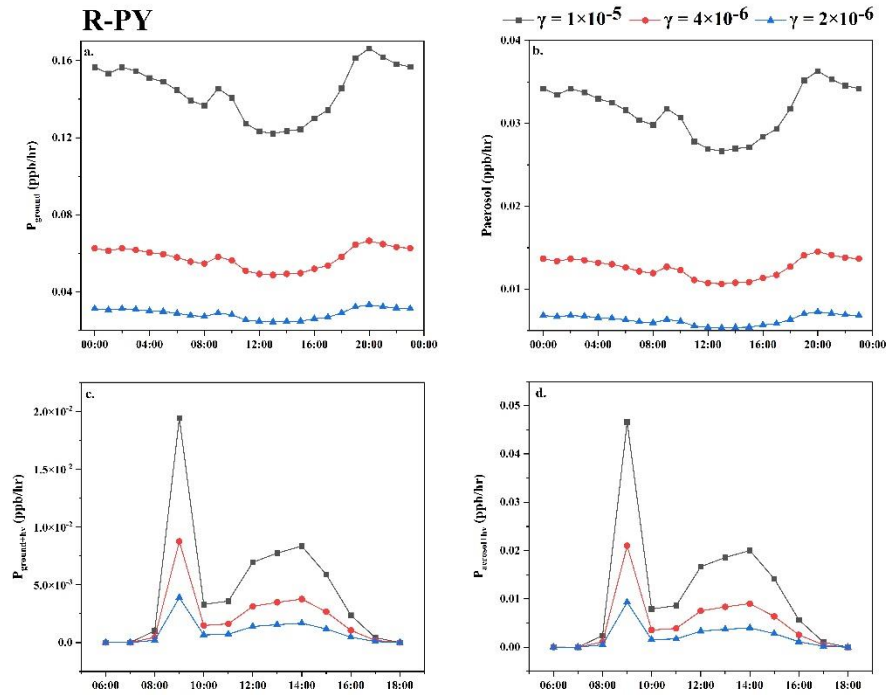 R-PY
γ = 1×10⁻⁵ γ = 4×10⁻⁶ γ = 2×10⁻⁶
a.
P_ground (ppb/hr)
0.16
0.12
0.08
0.04
00:00 04:00 08:00 12:00 16:00 20:00 00:00
b.
Paerosol (ppb/hr)
0.04
0.03
0.02
0.01
00:00 04:00 08:00 12:00 16:00 20:00 00:00
c.
P_ground+hv (ppb/hr)
2.0×10⁻²
1.5×10⁻²
1.0×10⁻²
5.0×10⁻³
0.0
06:00 08:00 10:00 12:00 14:00 16:00 18:00
d.
P_aerosol+hv (ppb/hr)
0.05
0.04
0.03
0.02
0.01
0.00
06:00 08:00 10:00 12:00 14:00 16:00 18:00